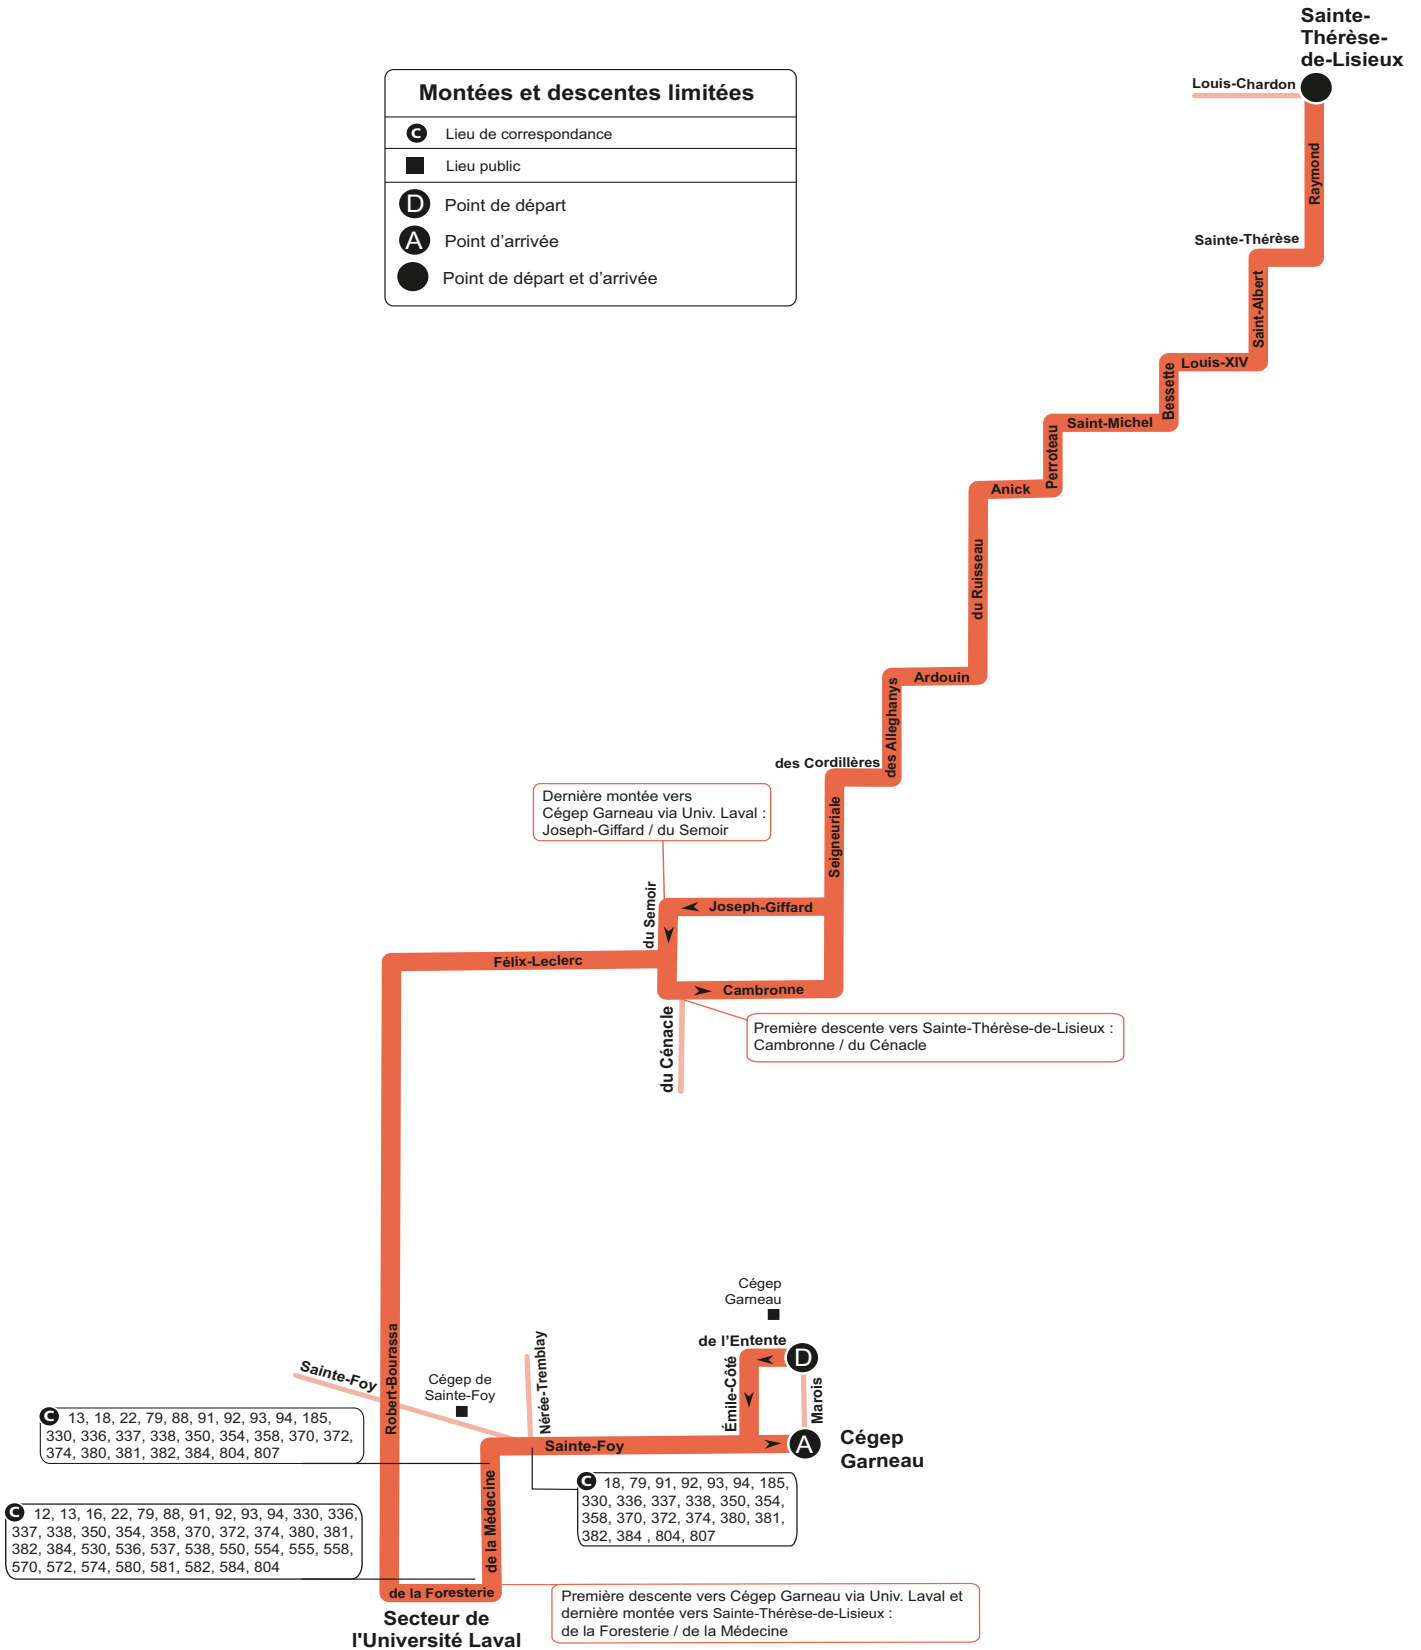 Sainte-
Thérèse-
de-Lisieux
Louis-Chardon
Montées et descentes limitées
C Lieu de correspondance
Lieu public
D Point de départ
A Point d'arrivée
Point de départ et d'arrivée
Raymond
Sainte-Thérèse
Saint-Albert
Louis-XIV
Bessette
Saint-Michel
Perroteau
Anick
du Ruisseau
Ardouin
des Alleghanys
des Cordillères
Seigneuriale
Dernière montée vers
Cégep Garneau via Univ. Laval :
Joseph-Giffard / du Semoir
du Semoir
Joseph-Giffard
Félix-Leclerc
Cambronne
du Cénacle
Première descente vers Sainte-Thérèse-de-Lisieux :
Cambronne / du Cénacle
Robert-Bourassa
Cégep
Garneau
de l'Entente
D
Émile-Côté
Marois
Nérée-Tremblay
Sainte-Foy
Cégep de
Sainte-Foy
Sainte-Foy
A
Cégep
Garneau
C 13, 18, 22, 79, 88, 91, 92, 93, 94, 185,
330, 336, 337, 338, 350, 354, 358, 370, 372,
374, 380, 381, 382, 384, 804, 807
C 18, 79, 91, 92, 93, 94, 185,
330, 336, 337, 338, 350, 354,
358, 370, 372, 374, 380, 381,
382, 384 , 804, 807
de la Médecine
C 12, 13, 16, 22, 79, 88, 91, 92, 93, 94, 330, 336,
337, 338, 350, 354, 358, 370, 372, 374, 380, 381,
382, 384, 530, 536, 537, 538, 550, 554, 555, 558,
570, 572, 574, 580, 581, 582, 584, 804
de la Foresterie
Secteur de
l'Université Laval
Première descente vers Cégep Garneau via Univ. Laval et
dernière montée vers Sainte-Thérèse-de-Lisieux :
de la Foresterie / de la Médecine